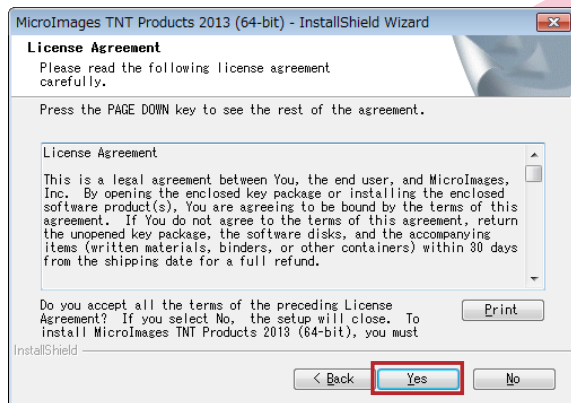 MicroImages TNT Products 2013 (64-bit) - InstallShield Wizard
License Agreement
Please read the following license agreement
carefully.
Press the PAGE DOWN key to see the rest of the agreement.
License Agreement
This is a legal agreement between You, the end user, and MicroImages,
Inc.  By opening the enclosed key package or installing the enclosed
software product(s), You are agreeing to be bound by the terms of this
agreement.  If You do not agree to the terms of this agreement, return
the unopened key package, the software disks, and the accompanying
items (written materials, binders, or other containers) within 30 days
from the shipping date for a full refund.
Do you accept all the terms of the preceding License
Agreement?  If you select No,  the setup will close.  To
install MicroImages TNT Products 2013 (64-bit), you must
Print
InstallShield
< Back
Yes
No